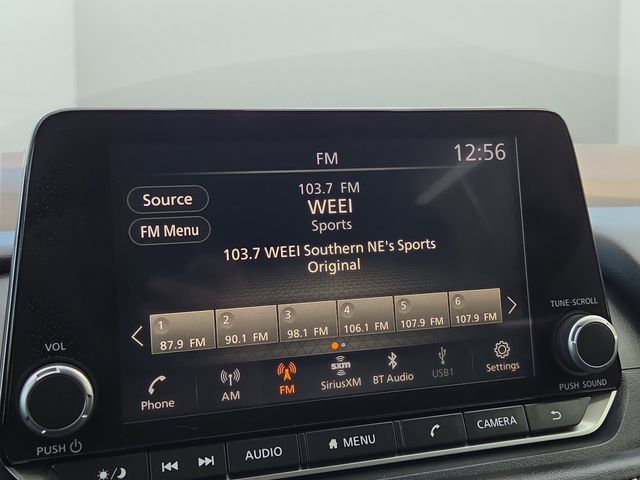 FM
12:56
Source
103.7 FM
WEEI
FM Menu
Sports
103.7 WEEI Southern NE's Sports
Original
1
87.9 FM
2
90.1 FM
3
98.1 FM
4
106.1 FM
5
107.9 FM
6
107.9 FM
Phone
AM
FM
sxm
SiriusXM
BT Audio
USB1
Settings
VOL
PUSH
TUNE·SCROLL
PUSH SOUND
AUDIO
MENU
CAMERA